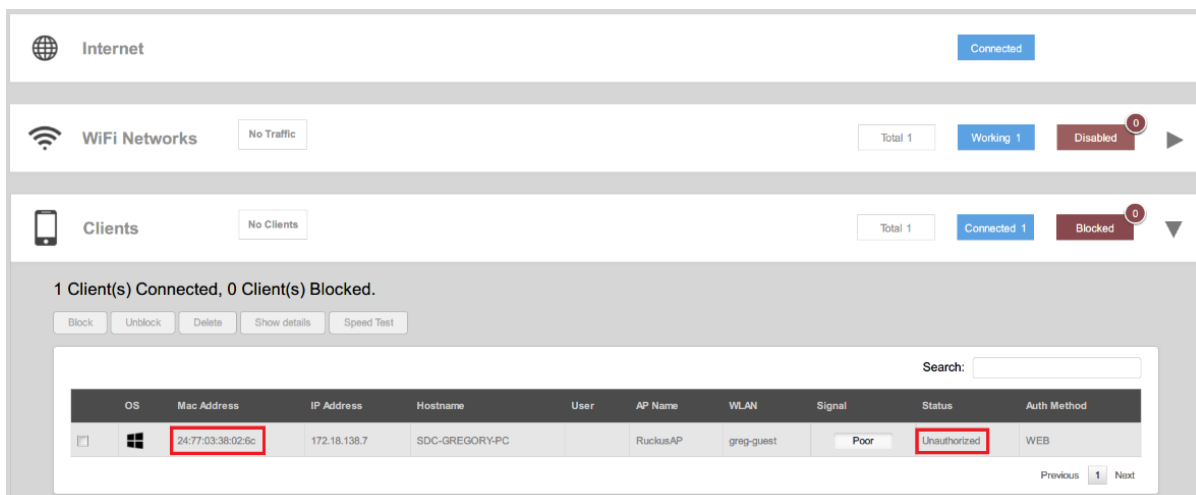 Internet
Connected
WiFi Networks
No Traffic
Total 1
Working 1
Disabled
0
Clients
No Clients
Total 1
Connected 1
Blocked
0
1 Client(s) Connected, 0 Client(s) Blocked.
Block Unblock Delete Show details Speed Test
Search:
OS Mac Address IP Address Hostname User AP Name WLAN Signal Status Auth Method
24:77:03:38:02:6c 172.18.138.7 SDC-GREGORY-PC RuckusAP greg-guest Poor Unauthorized WEB
Previous 1 Next